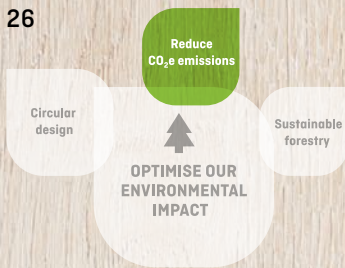 26
Reduce
CO₂e emissions
Circular
design
Sustainable
forestry
OPTIMISE OUR
ENVIRONMENTAL
IMPACT